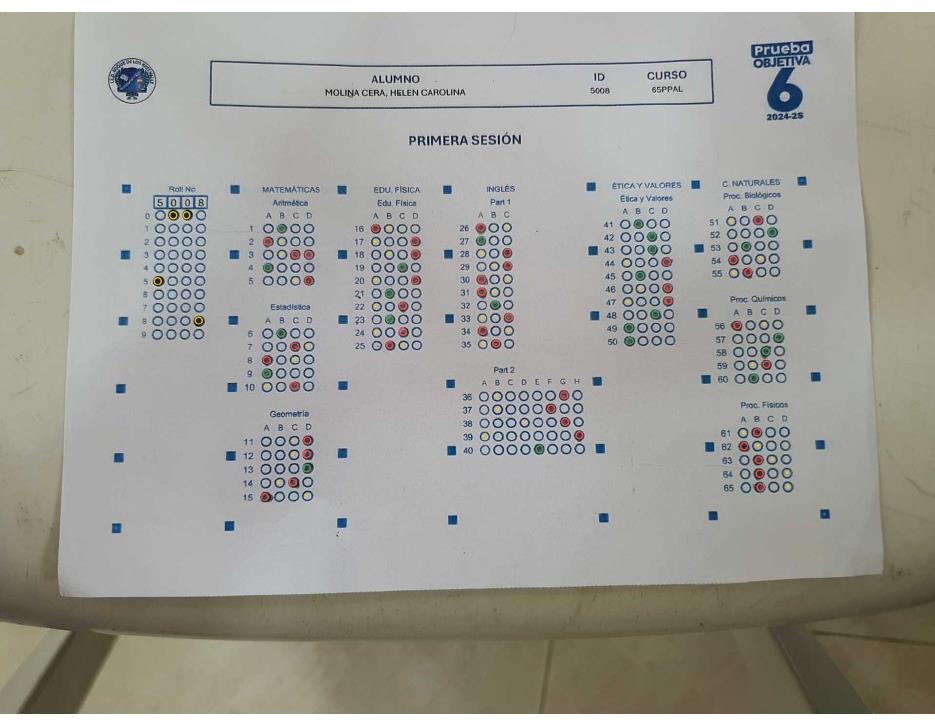 Prueba
OBJETIVA
6
2024-2S
ALUMNO ID CURSO
MOLINA CERA, HELEN CAROLINA 5008 65PPAL
PRIMERA SESIÓN
Roll No
5 0 0 8
0
1
2
3
4
5
6
7
8
9
MATEMÁTICAS
Aritmética
A B C D
1
2
3
4
5
Estadística
A B C D
6
7
8
9
10
Geometría
A B C D
11
12
13
14
15
EDU. FÍSICA
Edu. Física
A B C D
16
17
18
19
20
21
22
23
24
25
INGLÉS
Part 1
A B C
26
27
28
29
30
31
32
33
34
35
Part 2
A B C D E F G H
36
37
38
39
40
ÉTICA Y VALORES
Ética y Valores
A B C D
41
42
43
44
45
46
47
48
49
50
C. NATURALES
Proc. Biológicos
A B C D
51
52
53
54
55
Proc. Químicos
A B C D
56
57
58
59
60
Proc. Físicos
A B C D
61
62
63
64
65